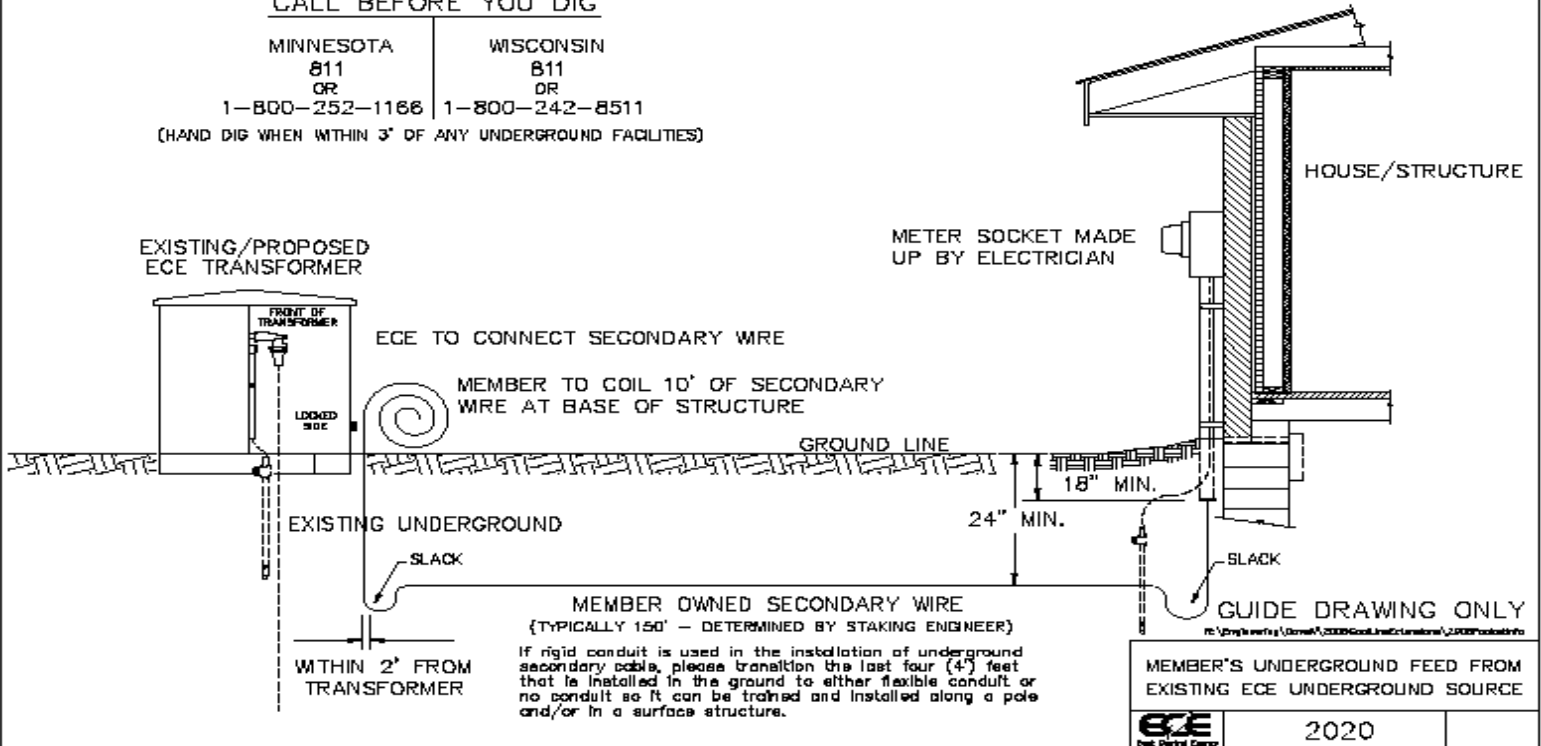 CALL BEFORE YOU DIG
MINNESOTA
811
OR
1-800-252-1166
WISCONSIN
811
OR
1-800-242-8511
(HAND DIG WHEN WITHIN 3' OF ANY UNDERGROUND FACILITIES)
HOUSE/STRUCTURE
METER SOCKET MADE
UP BY ELECTRICIAN
EXISTING/PROPOSED
ECE TRANSFORMER
FRONT OF
TRANSFORMER
ECE TO CONNECT SECONDARY WIRE
MEMBER TO COIL 10' OF SECONDARY
WIRE AT BASE OF STRUCTURE
LOCKED
SIDE
GROUND LINE
18" MIN.
24" MIN.
EXISTING UNDERGROUND
SLACK
SLACK
MEMBER OWNED SECONDARY WIRE
(TYPICALLY 150' - DETERMINED BY STAKING ENGINEER)
WITHIN 2' FROM
TRANSFORMER
If rigid conduit is used in the installation of underground
secondary cable, please transition the last four (4') feet
that is installed in the ground to either flexible conduit or
no conduit so it can be trained and installed along a pole
and/or in a surface structure.
GUIDE DRAWING ONLY
MEMBER'S UNDERGROUND FEED FROM
EXISTING ECE UNDERGROUND SOURCE
ECE
2020